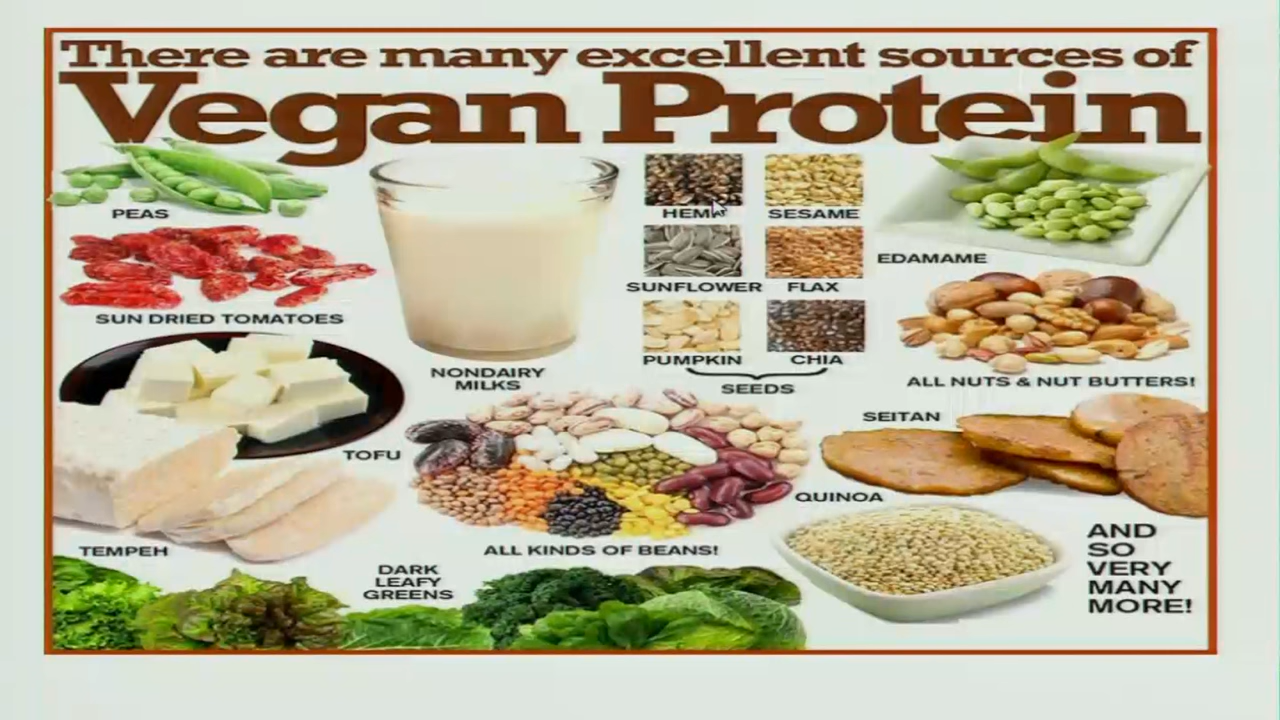 There are many excellent sources of
Vegan Protein
PEAS
HEMP
SESAME
SUN DRIED TOMATOES
NONDAIRY
MILKS
SUNFLOWER
FLAX
PUMPKIN
CHIA
SEEDS
EDAMAME
ALL NUTS & NUT BUTTERS!
TOFU
TEMPEH
ALL KINDS OF BEANS!
SEITAN
QUINOA
DARK
LEAFY
GREENS
AND
SO
VERY
MANY
MORE!